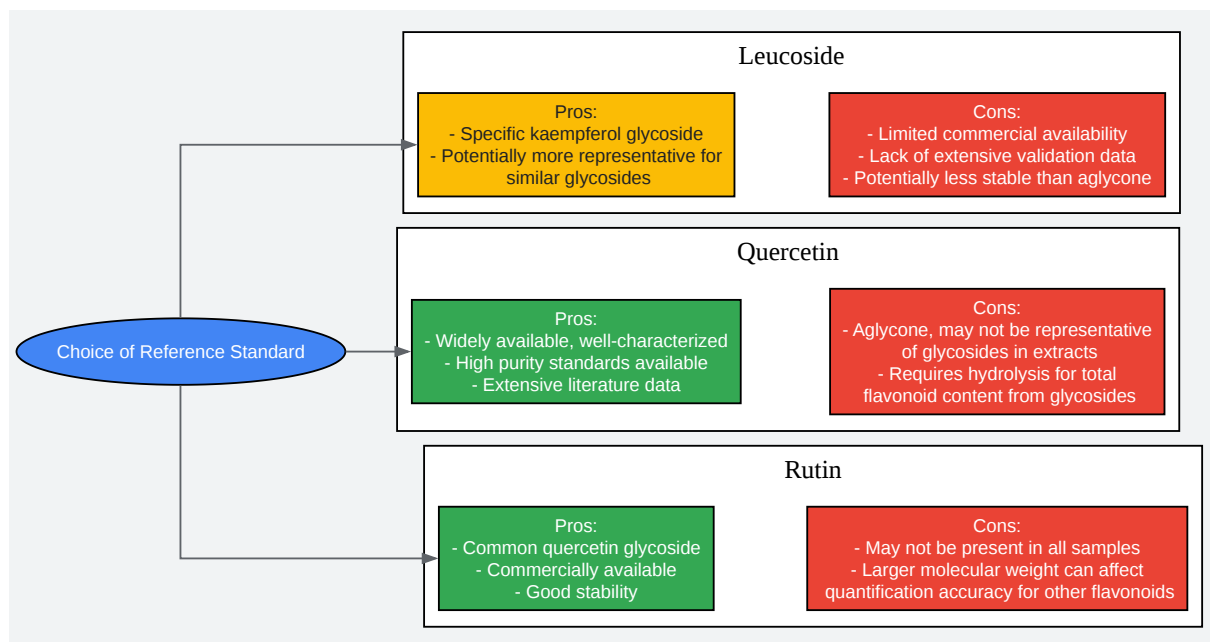 Leucoside
Pros:
- Specific kaempferol glycoside
- Potentially more representative for
similar glycosides
Cons:
- Limited commercial availability
- Lack of extensive validation data
- Potentially less stable than aglycone
Choice of Reference Standard
Quercetin
Pros:
- Widely available, well-characterized
- High purity standards available
- Extensive literature data
Cons:
- Aglycone, may not be representative
of glycosides in extracts
- Requires hydrolysis for total
flavonoid content from glycosides
Rutin
Pros:
- Common quercetin glycoside
- Commercially available
- Good stability
Cons:
- May not be present in all samples
- Larger molecular weight can affect
quantification accuracy for other flavonoids